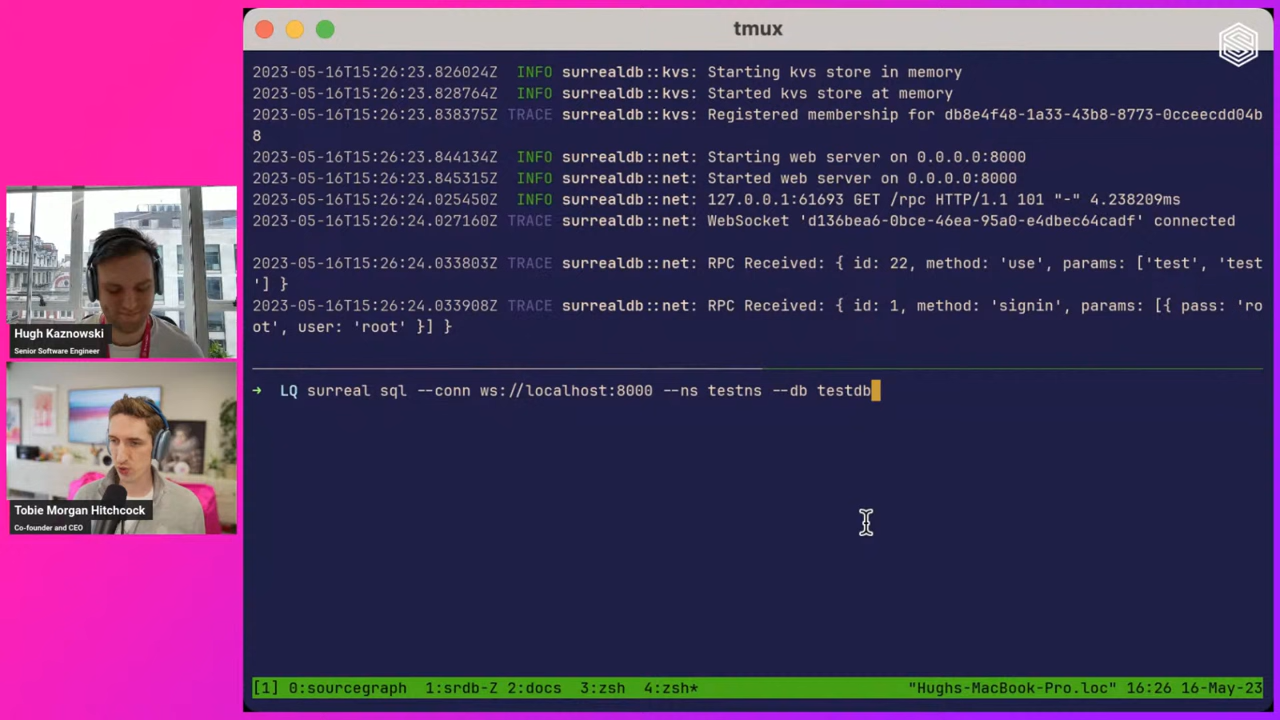 tmux
2023-05-16T15:26:23.826024Z  INFO surrealdb::kvs: Starting kvs store in memory
2023-05-16T15:26:23.828764Z  INFO surrealdb::kvs: Started kvs store at memory
2023-05-16T15:26:23.838375Z TRACE surrealdb::kvs: Registered membership for db8e4f48-1a33-43b8-8773-0cceecdd04b
8
2023-05-16T15:26:23.844134Z  INFO surrealdb::net: Starting web server on 0.0.0.0:8000
2023-05-16T15:26:23.845315Z  INFO surrealdb::net: Started web server on 0.0.0.0:8000
2023-05-16T15:26:24.025450Z  INFO surrealdb::net: 127.0.0.1:61693 GET /rpc HTTP/1.1 101 "-" 4.238209ms
2023-05-16T15:26:24.027160Z TRACE surrealdb::net: WebSocket 'd136bea6-0bce-46ea-95a0-e4dbec64cadf' connected
2023-05-16T15:26:24.033803Z TRACE surrealdb::net: RPC Received: { id: 22, method: 'use', params: ['test', 'test
'] }
2023-05-16T15:26:24.033908Z TRACE surrealdb::net: RPC Received: { id: 1, method: 'signin', params: [{ pass: 'ro
ot', user: 'root' }] }
→ LQ surreal sql --conn ws://localhost:8000 --ns testns --db testdb
[1] 0:sourcegraph 1:srdb-Z 2:docs 3:zsh 4:zsh* "Hughs-MacBook-Pro.loc" 16:26 16-May-23
Hugh Kaznowski
Senior Software Engineer
Tobie Morgan Hitchcock
Co-founder and CEO